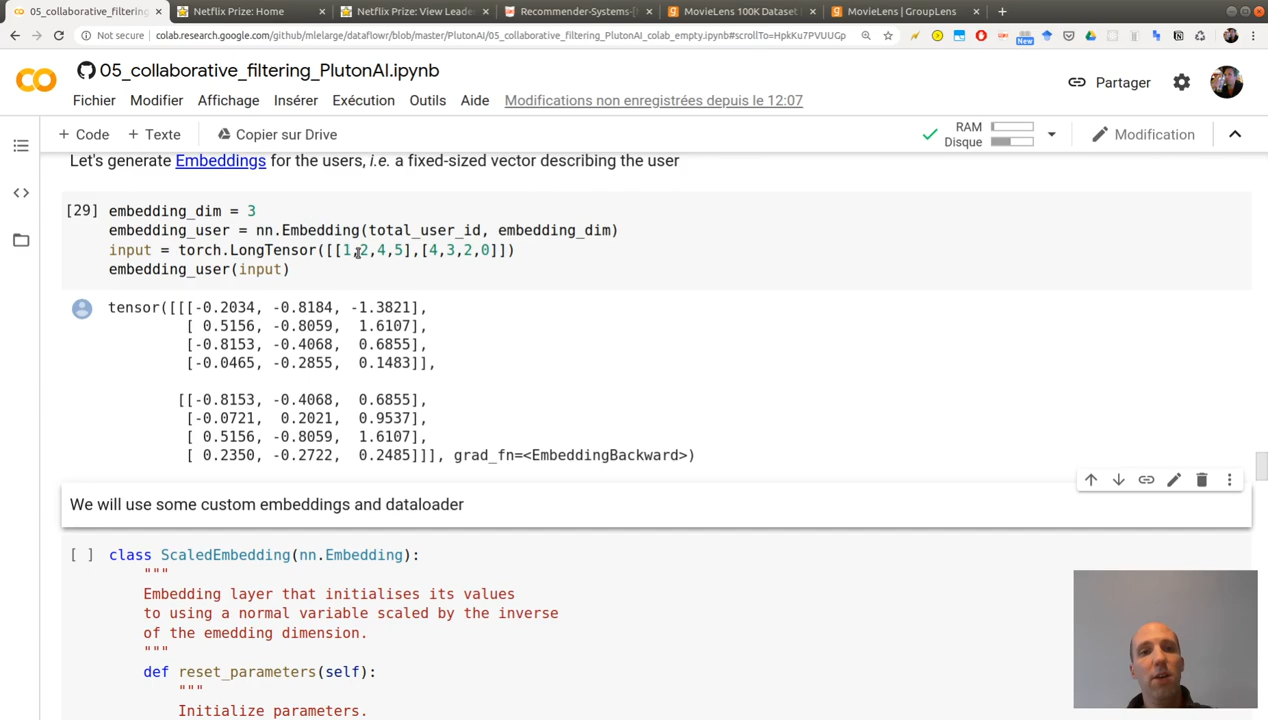 05_collaborative_filtering
Netflix Prize: Home
Netflix Prize: View Leade
Recommender-Systems-[
MovieLens 100K Dataset
MovieLens | GroupLens
Not secure
colab.research.google.com/github/mlelarge/dataflowr/blob/master/PlutonAI/05_collaborative_filtering_PlutonAI_colab_empty.ipynb#scrollTo=HpkKu7PVUUGp
New
05_collaborative_filtering_PlutonAI.ipynb
Partager
Fichier Modifier Affichage Insérer Exécution Outils Aide Modifications non enregistrées depuis le 12:07
+ Code + Texte Copier sur Drive
RAM
Disque
Modification
Let's generate Embeddings for the users, i.e. a fixed-sized vector describing the user
[29] embedding_dim = 3
embedding_user = nn.Embedding(total_user_id, embedding_dim)
input = torch.LongTensor([[1,2,4,5],[4,3,2,0]])
embedding_user(input)
tensor([[[-0.2034, -0.8184, -1.3821],
[ 0.5156, -0.8059, 1.6107],
[-0.8153, -0.4068, 0.6855],
[-0.0465, -0.2855, 0.1483]],
[[-0.8153, -0.4068, 0.6855],
[-0.0721, 0.2021, 0.9537],
[ 0.5156, -0.8059, 1.6107],
[ 0.2350, -0.2722, 0.2485]]], grad_fn=<EmbeddingBackward>)
We will use some custom embeddings and dataloader
[ ] class ScaledEmbedding(nn.Embedding):
"""
Embedding layer that initialises its values
to using a normal variable scaled by the inverse
of the emedding dimension.
"""
def reset_parameters(self):
"""
Initialize parameters.